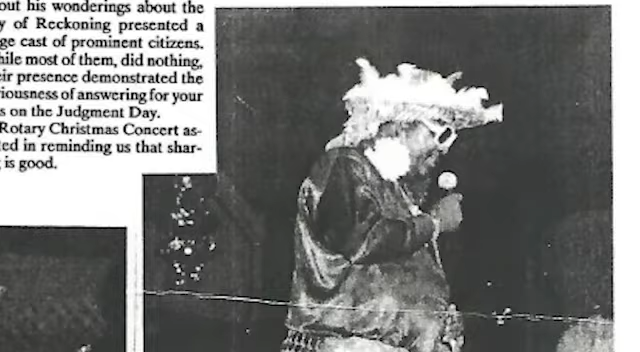 out his wonderings about the
y of Reckoning presented a
ge cast of prominent citizens.
hile most of them, did nothing,
eir presence demonstrated the
iousness of answering for your
s on the Judgment Day.
Rotary Christmas Concert as-
ted in reminding us that shar-
is good.